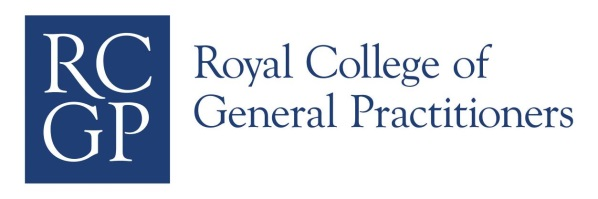 RC
GP
Royal College of
General Practitioners